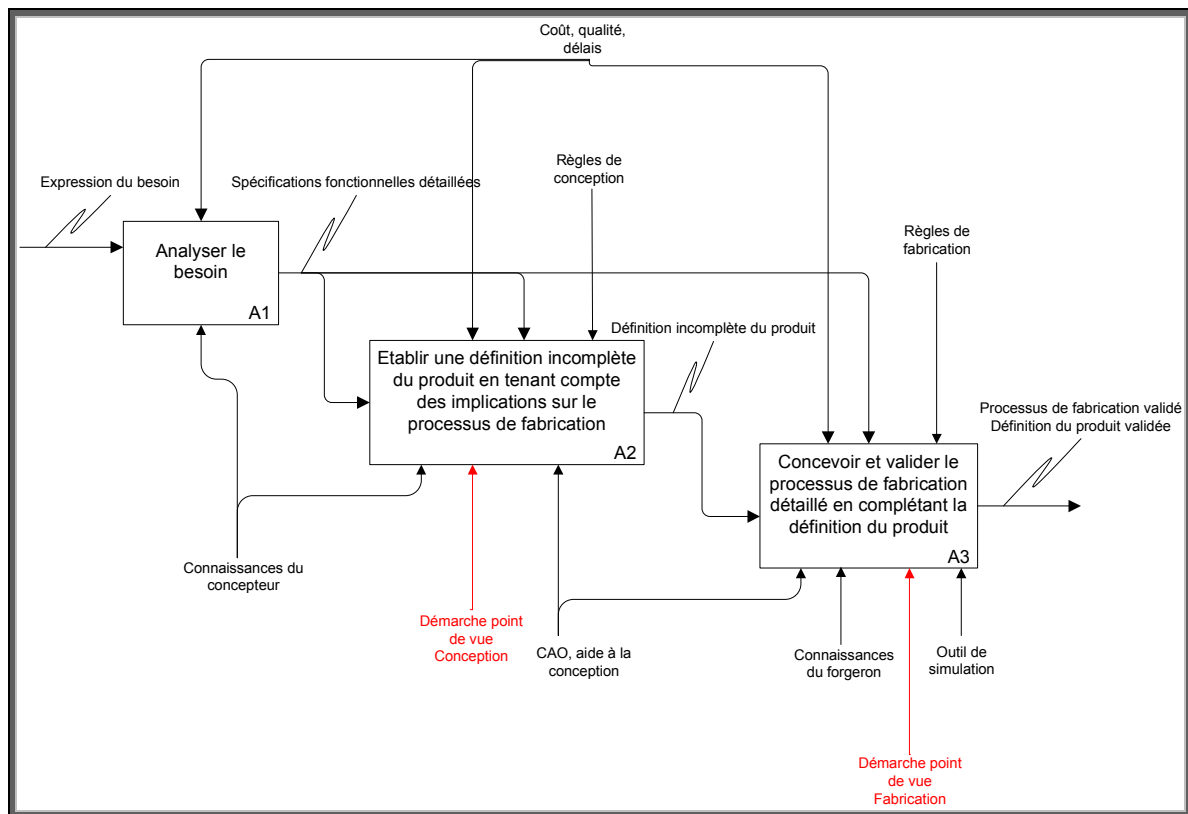 Coût, qualité,
délais
Expression du besoin
Spécifications fonctionnelles détaillées
Règles de
conception
Règles de
fabrication
Analyser le
besoin
A1
Définition incomplète du produit
Etablir une définition incomplète
du produit en tenant compte
des implications sur le
processus de fabrication
A2
Processus de fabrication validé
Définition du produit validée
Concevoir et valider le
processus de fabrication
détaillé en complétant la
définition du produit
A3
Connaissances du
concepteur
Démarche point
de vue
Conception
CAO, aide à la
conception
Connaissances
du forgeron
Outil de
simulation
Démarche point
de vue
Fabrication